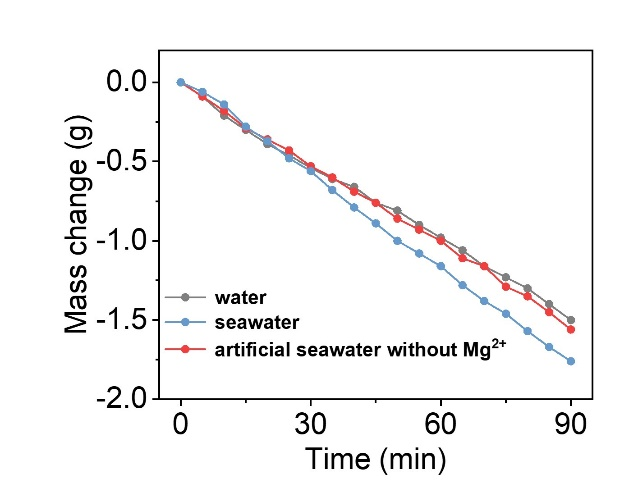 0.0
-0.5
-1.0
-1.5
-2.0
Mass change (g)
water
seawater
artificial seawater without Mg²⁺
0 30 60 90
Time (min)